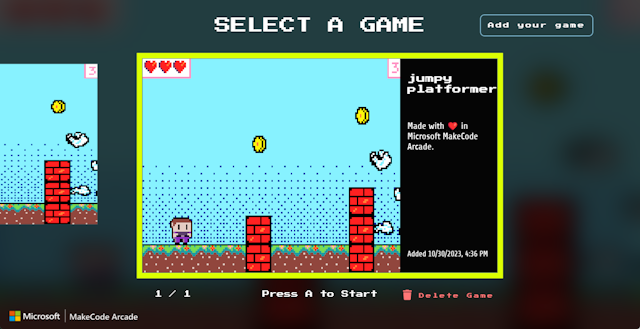 SELECT A GAME
Add your game
3
3
jumpy
platformer
Made with ❤️ in
Microsoft MakeCode
Arcade.
Added 10/30/2023, 4:36 PM
1 / 1
Press A to Start
Delete Game
Microsoft | MakeCode Arcade